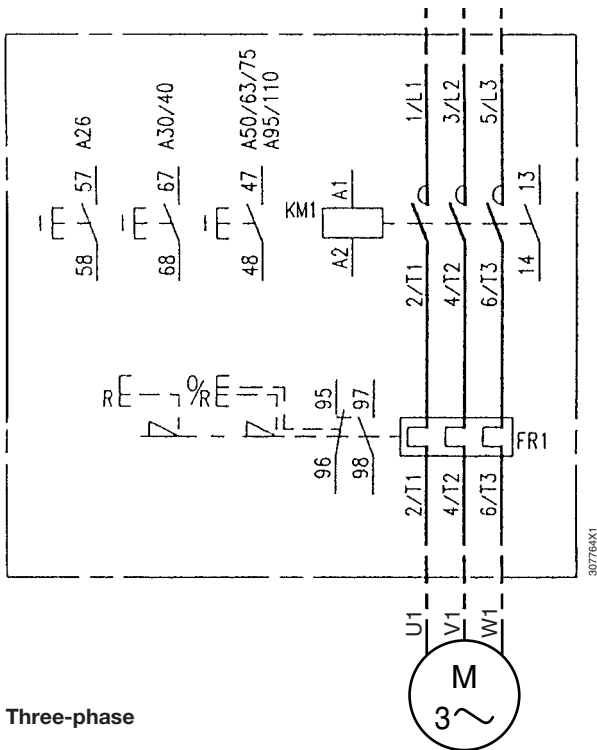 A26
A30/40
A50/63/75
A95/110
57
58
67
68
47
48
KM1
A1
A2
1/L1
3/L2
5/L3
13
2/T1
4/T2
6/T3
14
R
O/R
95
97
96
98
FR1
2/T1
4/T2
6/T3
U1
V1
W1
M
3~
Three-phase
307764X1